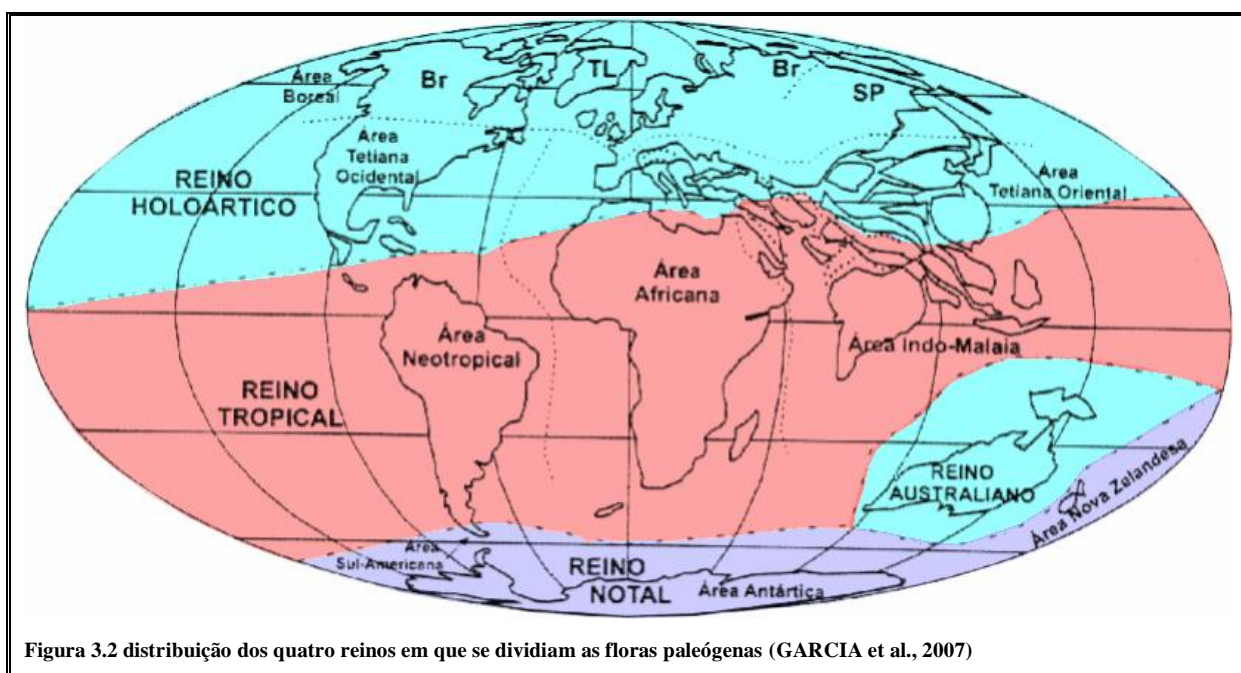 Br
TL
Br
SP
Área
Boreal
Área
Tetiana
Ocidental
REINO
HOLOÁRTICO
Área
Tetiana Oriental
Área
Africana
Área
Neotropical
Área Indo-Malaia
REINO
TROPICAL
REINO
AUSTRALIANO
Área Nova Zelandesa
Área
Sul-Americana
REINO
NOTAL
Área Antártica
Figura 3.2 distribuição dos quatro reinos em que se dividiam as floras paleógenas (GARCIA et al., 2007)